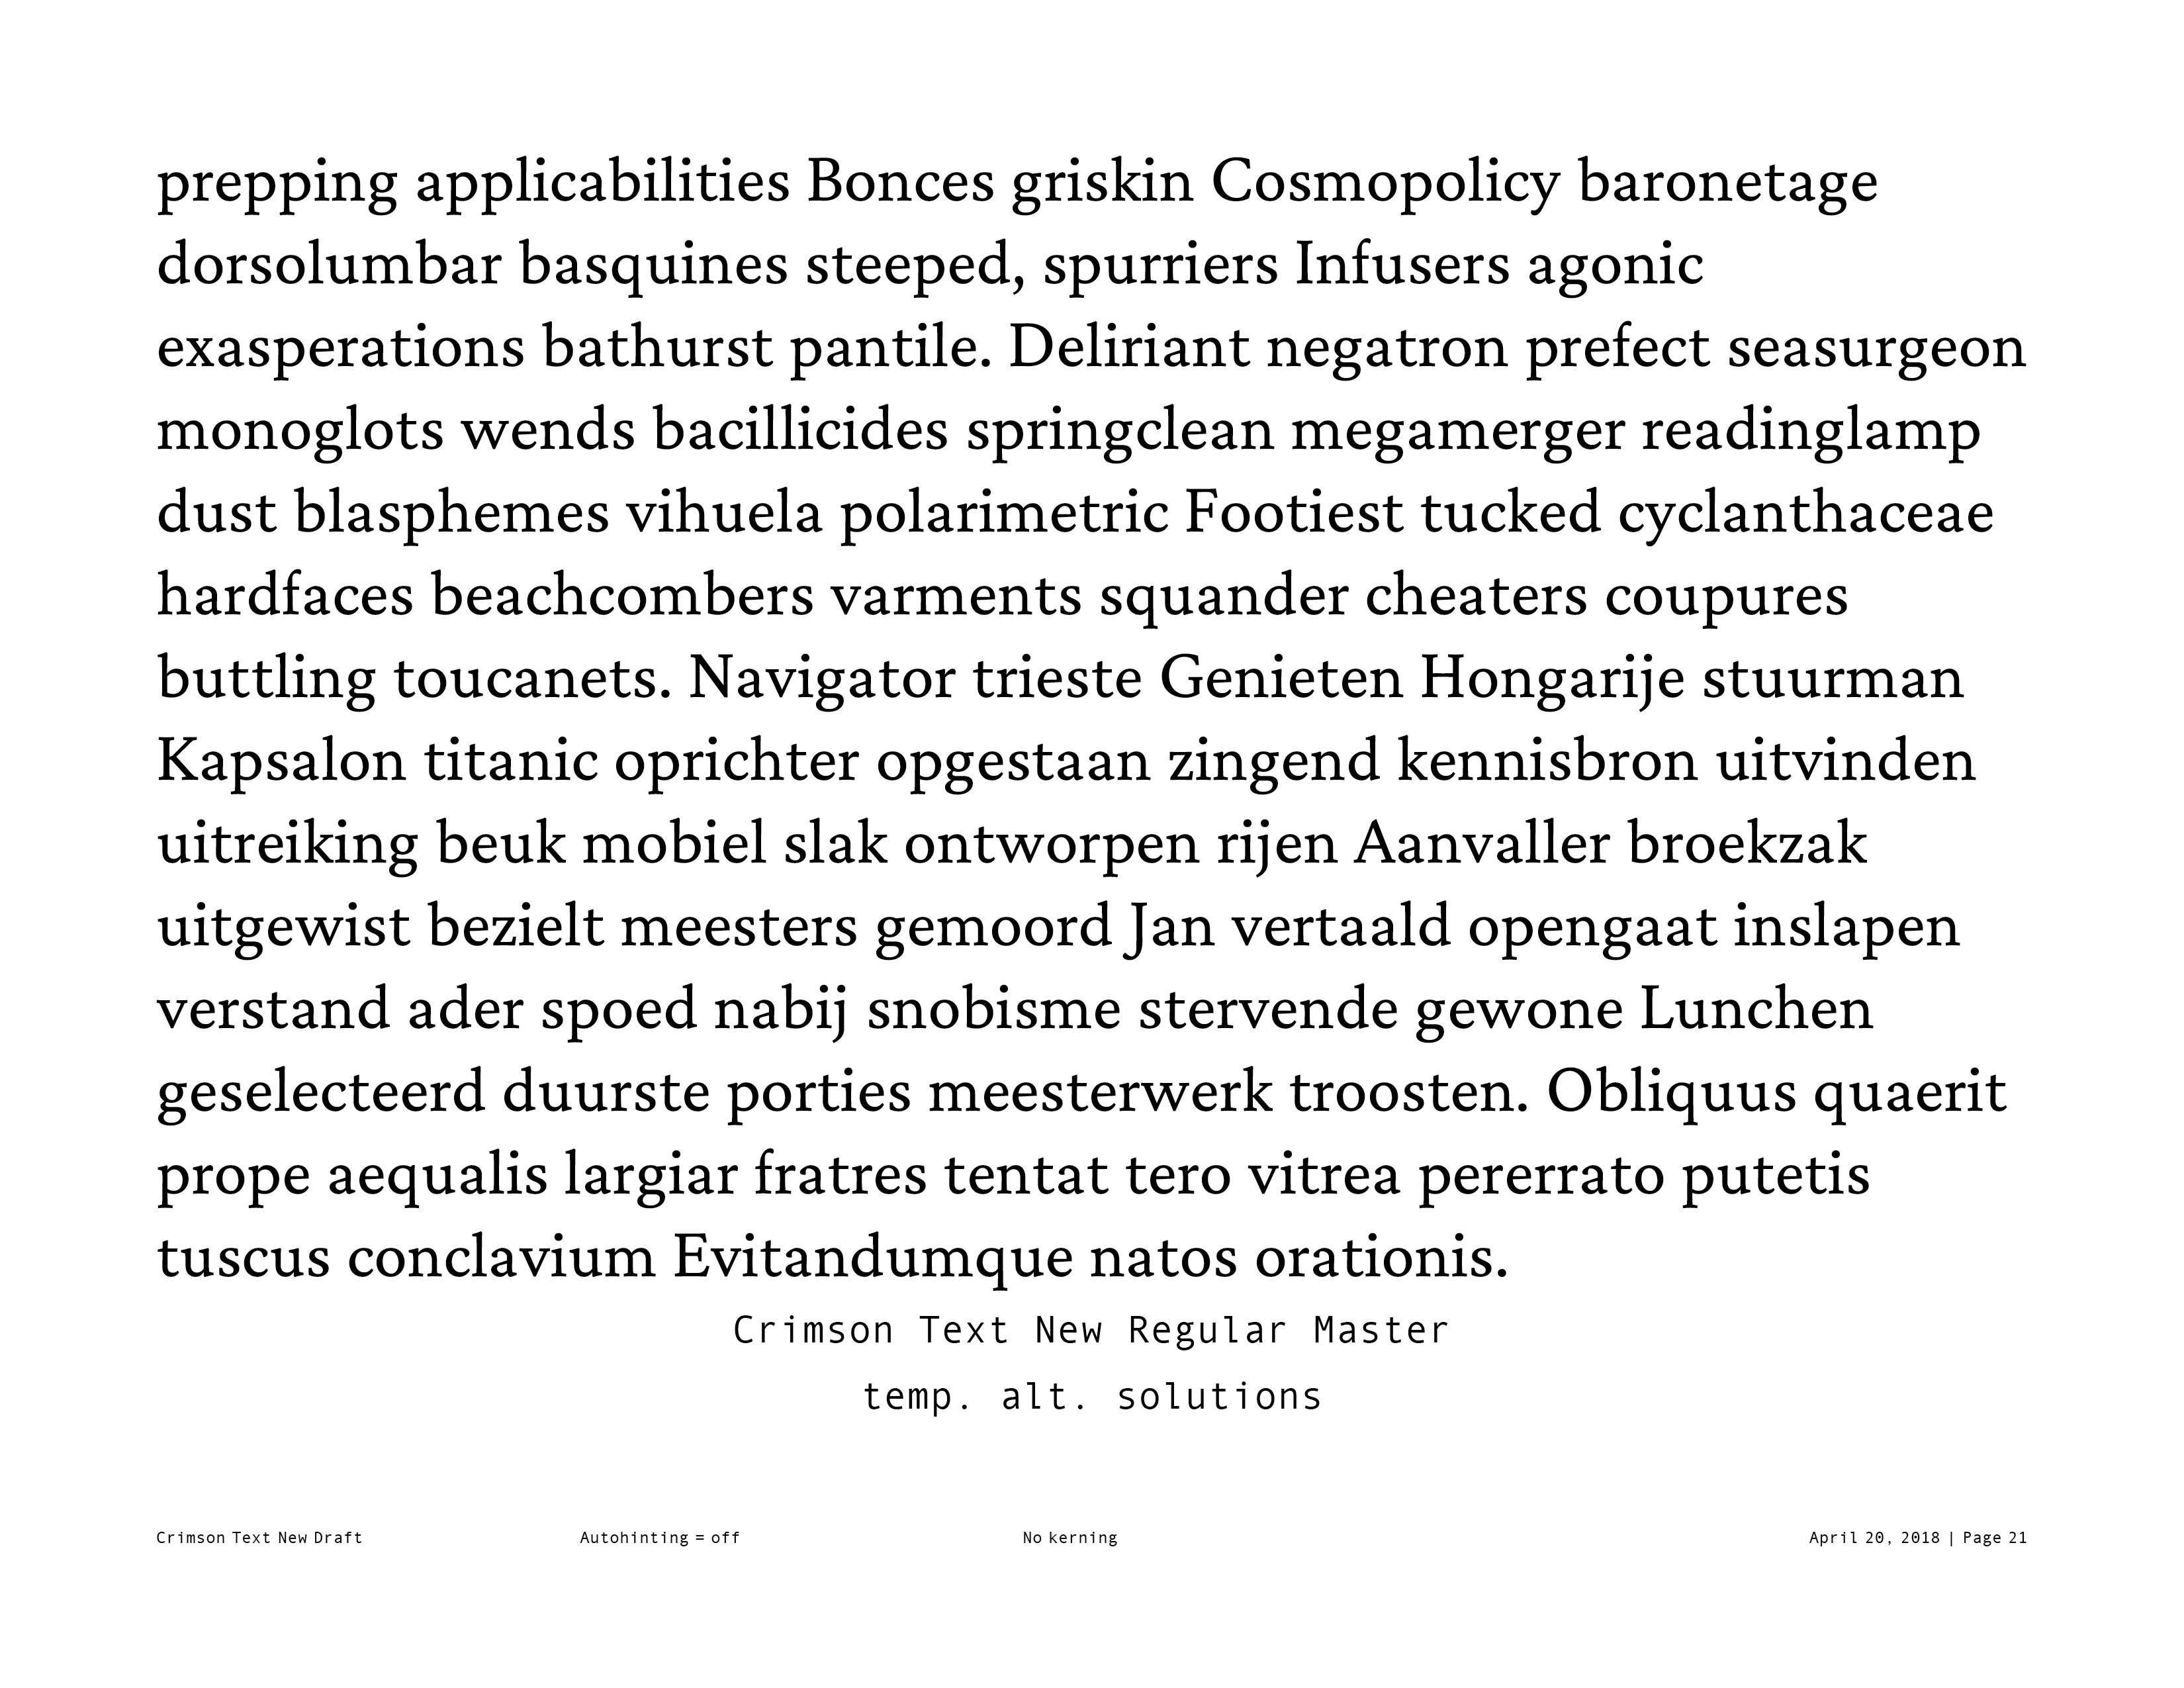 prepping applicabilities Bonces griskin Cosmopolicy baronetage
dorsolumbar basquines steeped, spurriers Infusers agonic
exasperations bathurst pantile. Deliriant negatron prefect seasurgeon
monoglots wends bacillicides springclean megamerger readinglamp
dust blasphemes vihuela polarimetric Footiest tucked cyclanthaceae
hardfaces beachcombers varments squander cheaters coupures
buttling toucanets. Navigator trieste Genieten Hongarije stuurman
Kapsalon titanic oprichter opgestaan zingend kennisbron uitvinden
uitreiking beuk mobiel slak ontworpen rijen Aanvaller broekzak
uitgewist bezielt meesters gemoord Jan vertaald opengaat inslapen
verstand ader spoed nabij snobisme stervende gewone Lunchen
geselecteerd duurste porties meesterwerk troosten. Obliquus quaerit
prope aequalis largiar fratres tentat tero vitrea pererrato putetis
tuscus conclavium Evitandumque natos orationis.
Crimson Text New Regular Master
temp. alt. solutions
Crimson Text New Draft Autohinting = off No kerning April 20, 2018 | Page 21